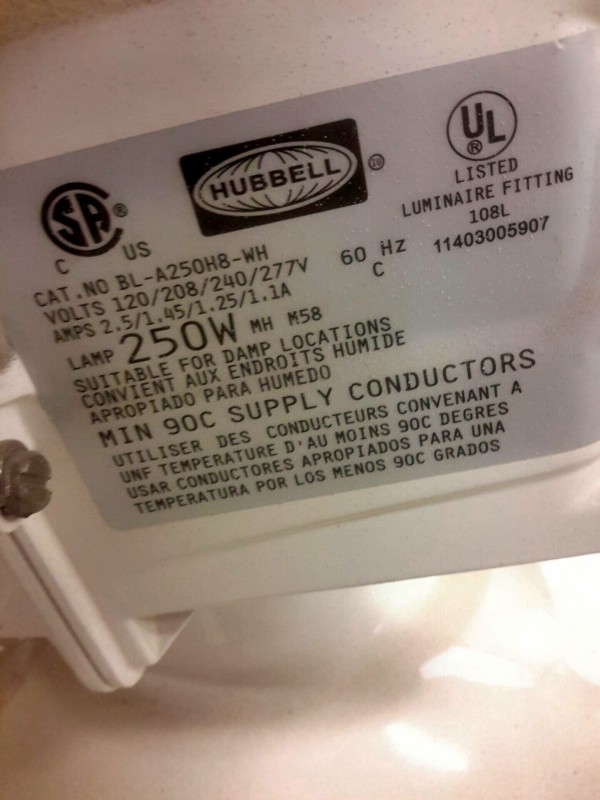 HUBBELL
UL
LISTED
LUMINAIRE FITTING
108L
11403005907
SA
C US
CAT.NO BL-A250H8-WH
VOLTS 120/208/240/277V 60 Hz
AMPS 2.5/1.45/1.25/1.1A C
LAMP 250W MH M58
SUITABLE FOR DAMP LOCATIONS
CONVIENT AUX ENDROITS HUMIDE
APROPIADO PARA HUMEDO
MIN 90C SUPPLY CONDUCTORS
UTILISER DES CONDUCTEURS CONVENANT A
UNF TEMPERATURE D'AU MOINS 90C DEGRES
USAR CONDUCTORES APROPIADOS PARA UNA
TEMPERATURA POR LOS MENOS 90C GRADOS